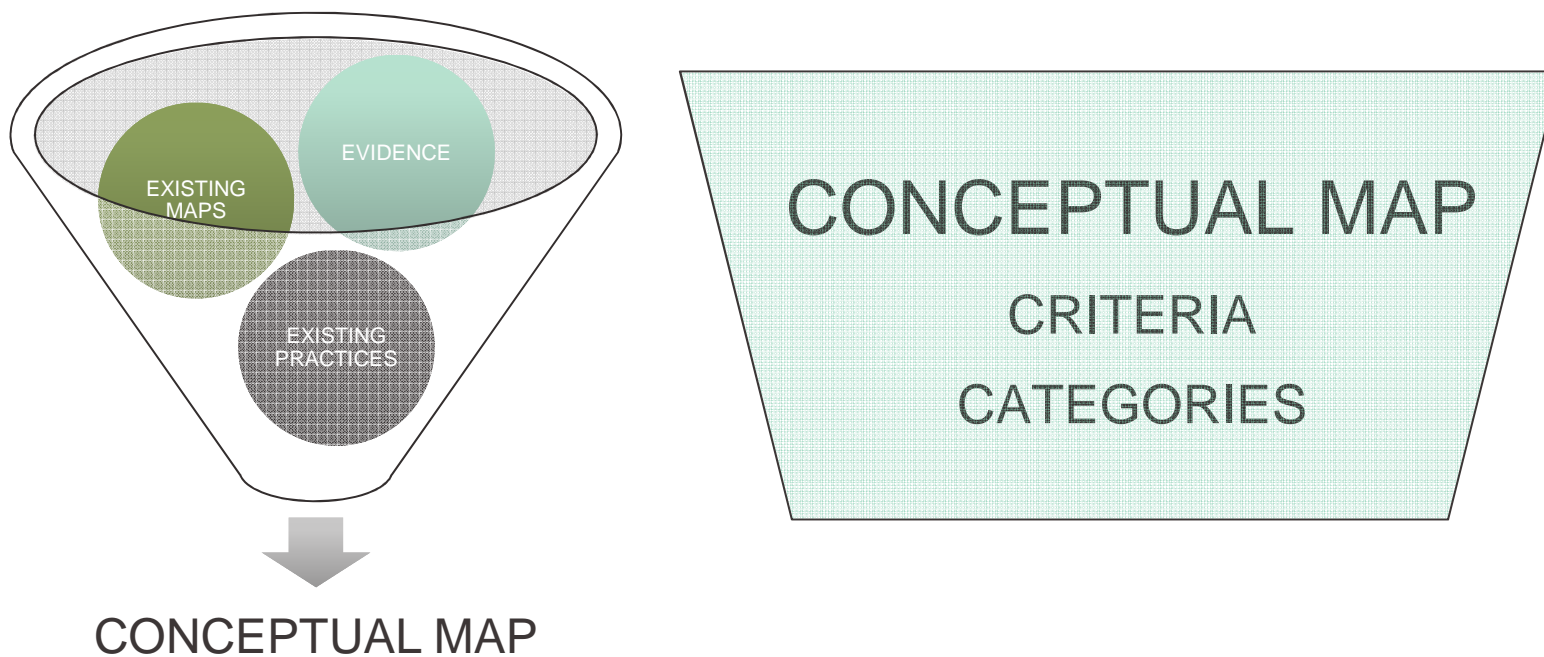 EVIDENCE
EXISTING
MAPS
EXISTING
PRACTICES
CONCEPTUAL MAP
CONCEPTUAL MAP
CRITERIA
CATEGORIES